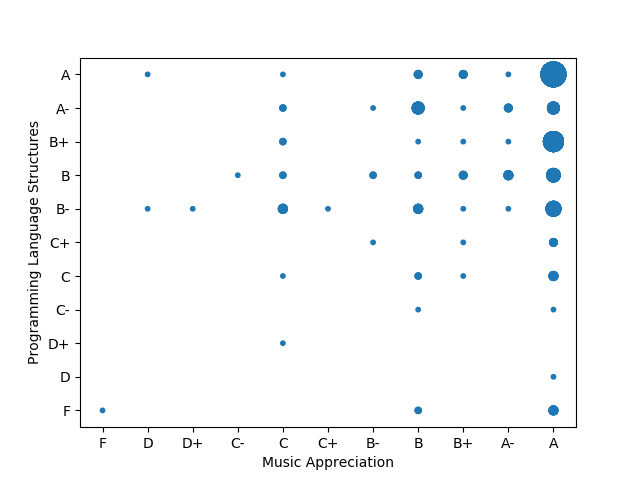 Programming Language Structures
A
A-
B+
B
B-
C+
C
C-
D+
D
F
F D D+ C- C C+ B- B B+ A- A
Music Appreciation